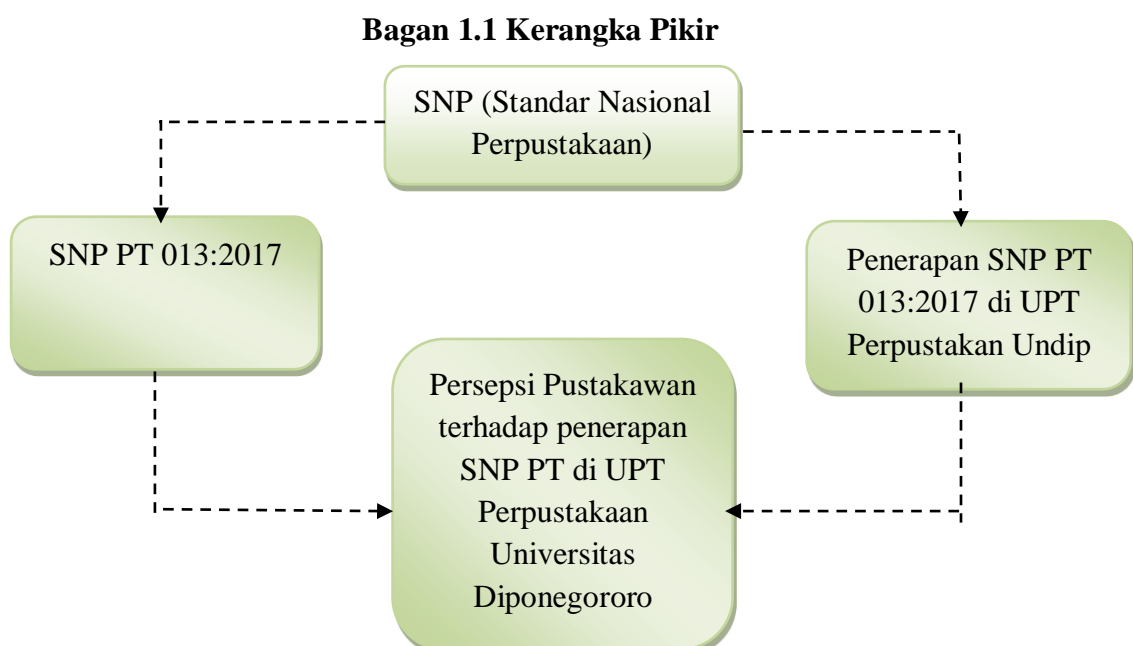 Bagan 1.1 Kerangka Pikir
SNP (Standar Nasional
Perpustakaan)
SNP PT 013:2017
Penerapan SNP PT
013:2017 di UPT
Perpustakan Undip
Persepsi Pustakawan
terhadap penerapan
SNP PT di UPT
Perpustakaan
Universitas
Diponegororo